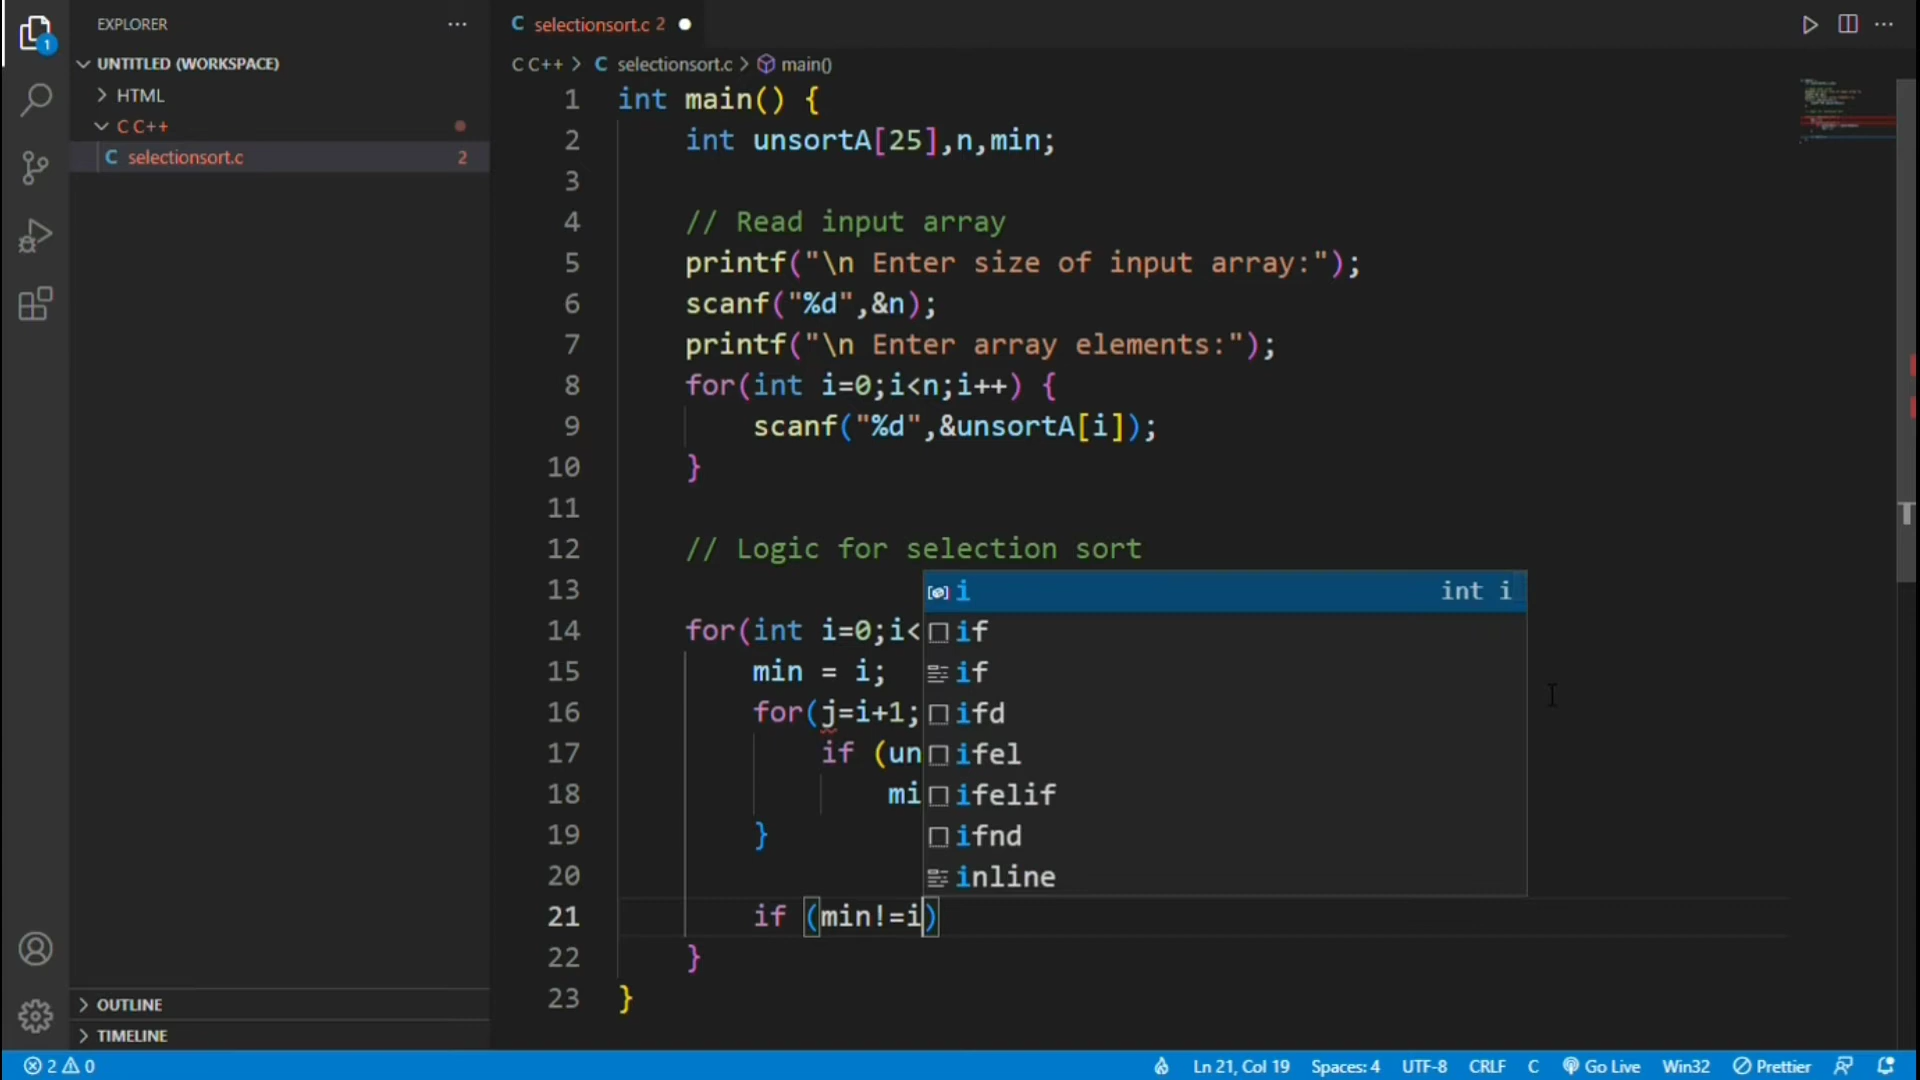 EXPLORER
UNTITLED (WORKSPACE)
HTML
C C++
C selectionsort.c 2
OUTLINE
TIMELINE
1
C selectionsort.c 2
C C++ > C selectionsort.c > main()
1 int main() {
2 int unsortA[25],n,min;
3
4 // Read input array
5 printf("\n Enter size of input array:");
6 scanf("%d",&n);
7 printf("\n Enter array elements:");
8 for(int i=0;i<n;i++) {
9 scanf("%d",&unsortA[i]);
10 }
11
12 // Logic for selection sort
13
14 for(int i=0;i<
15 min = i;
16 for(j=i+1;
17 if (un
18 mi
19 }
20
21 if (min!=i)
22 }
23 }
i int i
if
if
ifd
ifel
ifelif
ifnd
inline
2 0 Ln 21, Col 19 Spaces: 4 UTF-8 CRLF C Go Live Win32 Prettier